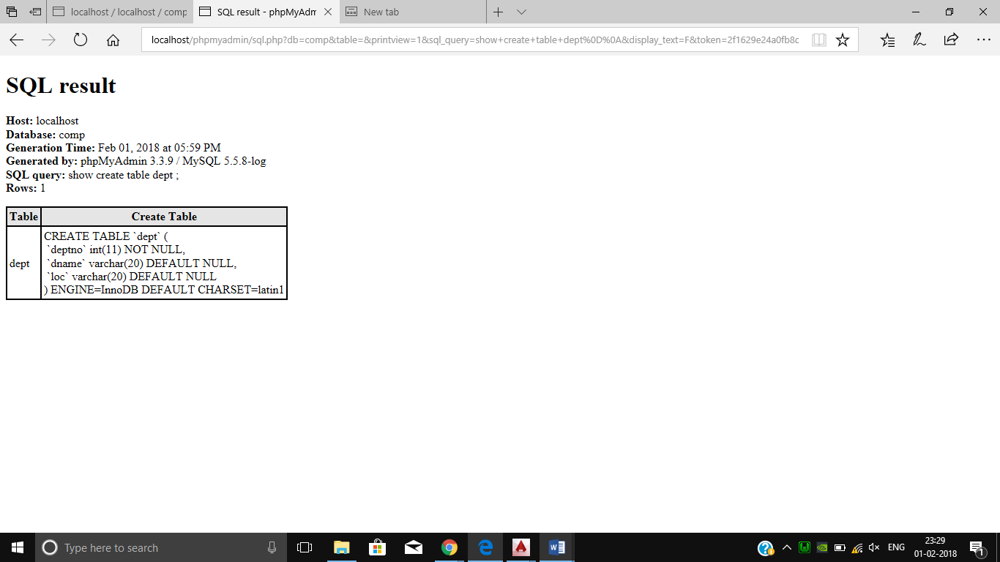 localhost / localhost / comp
SQL result - phpMyAdm
New tab
localhost/phpmyadmin/sql.php?db=comp&table=&printview=1&sql_query=show+create+table+dept%0D%0A&display_text=F&token=2f1629e24a0fb8c
SQL result
Host: localhost
Database: comp
Generation Time: Feb 01, 2018 at 05:59 PM
Generated by: phpMyAdmin 3.3.9 / MySQL 5.5.8-log
SQL query: show create table dept ;
Rows: 1
Table Create Table
dept
CREATE TABLE `dept` (
`deptno` int(11) NOT NULL,
`dname` varchar(20) DEFAULT NULL,
`loc` varchar(20) DEFAULT NULL
) ENGINE=InnoDB DEFAULT CHARSET=latin1
Type here to search
ENG
23:29
01-02-2018
1